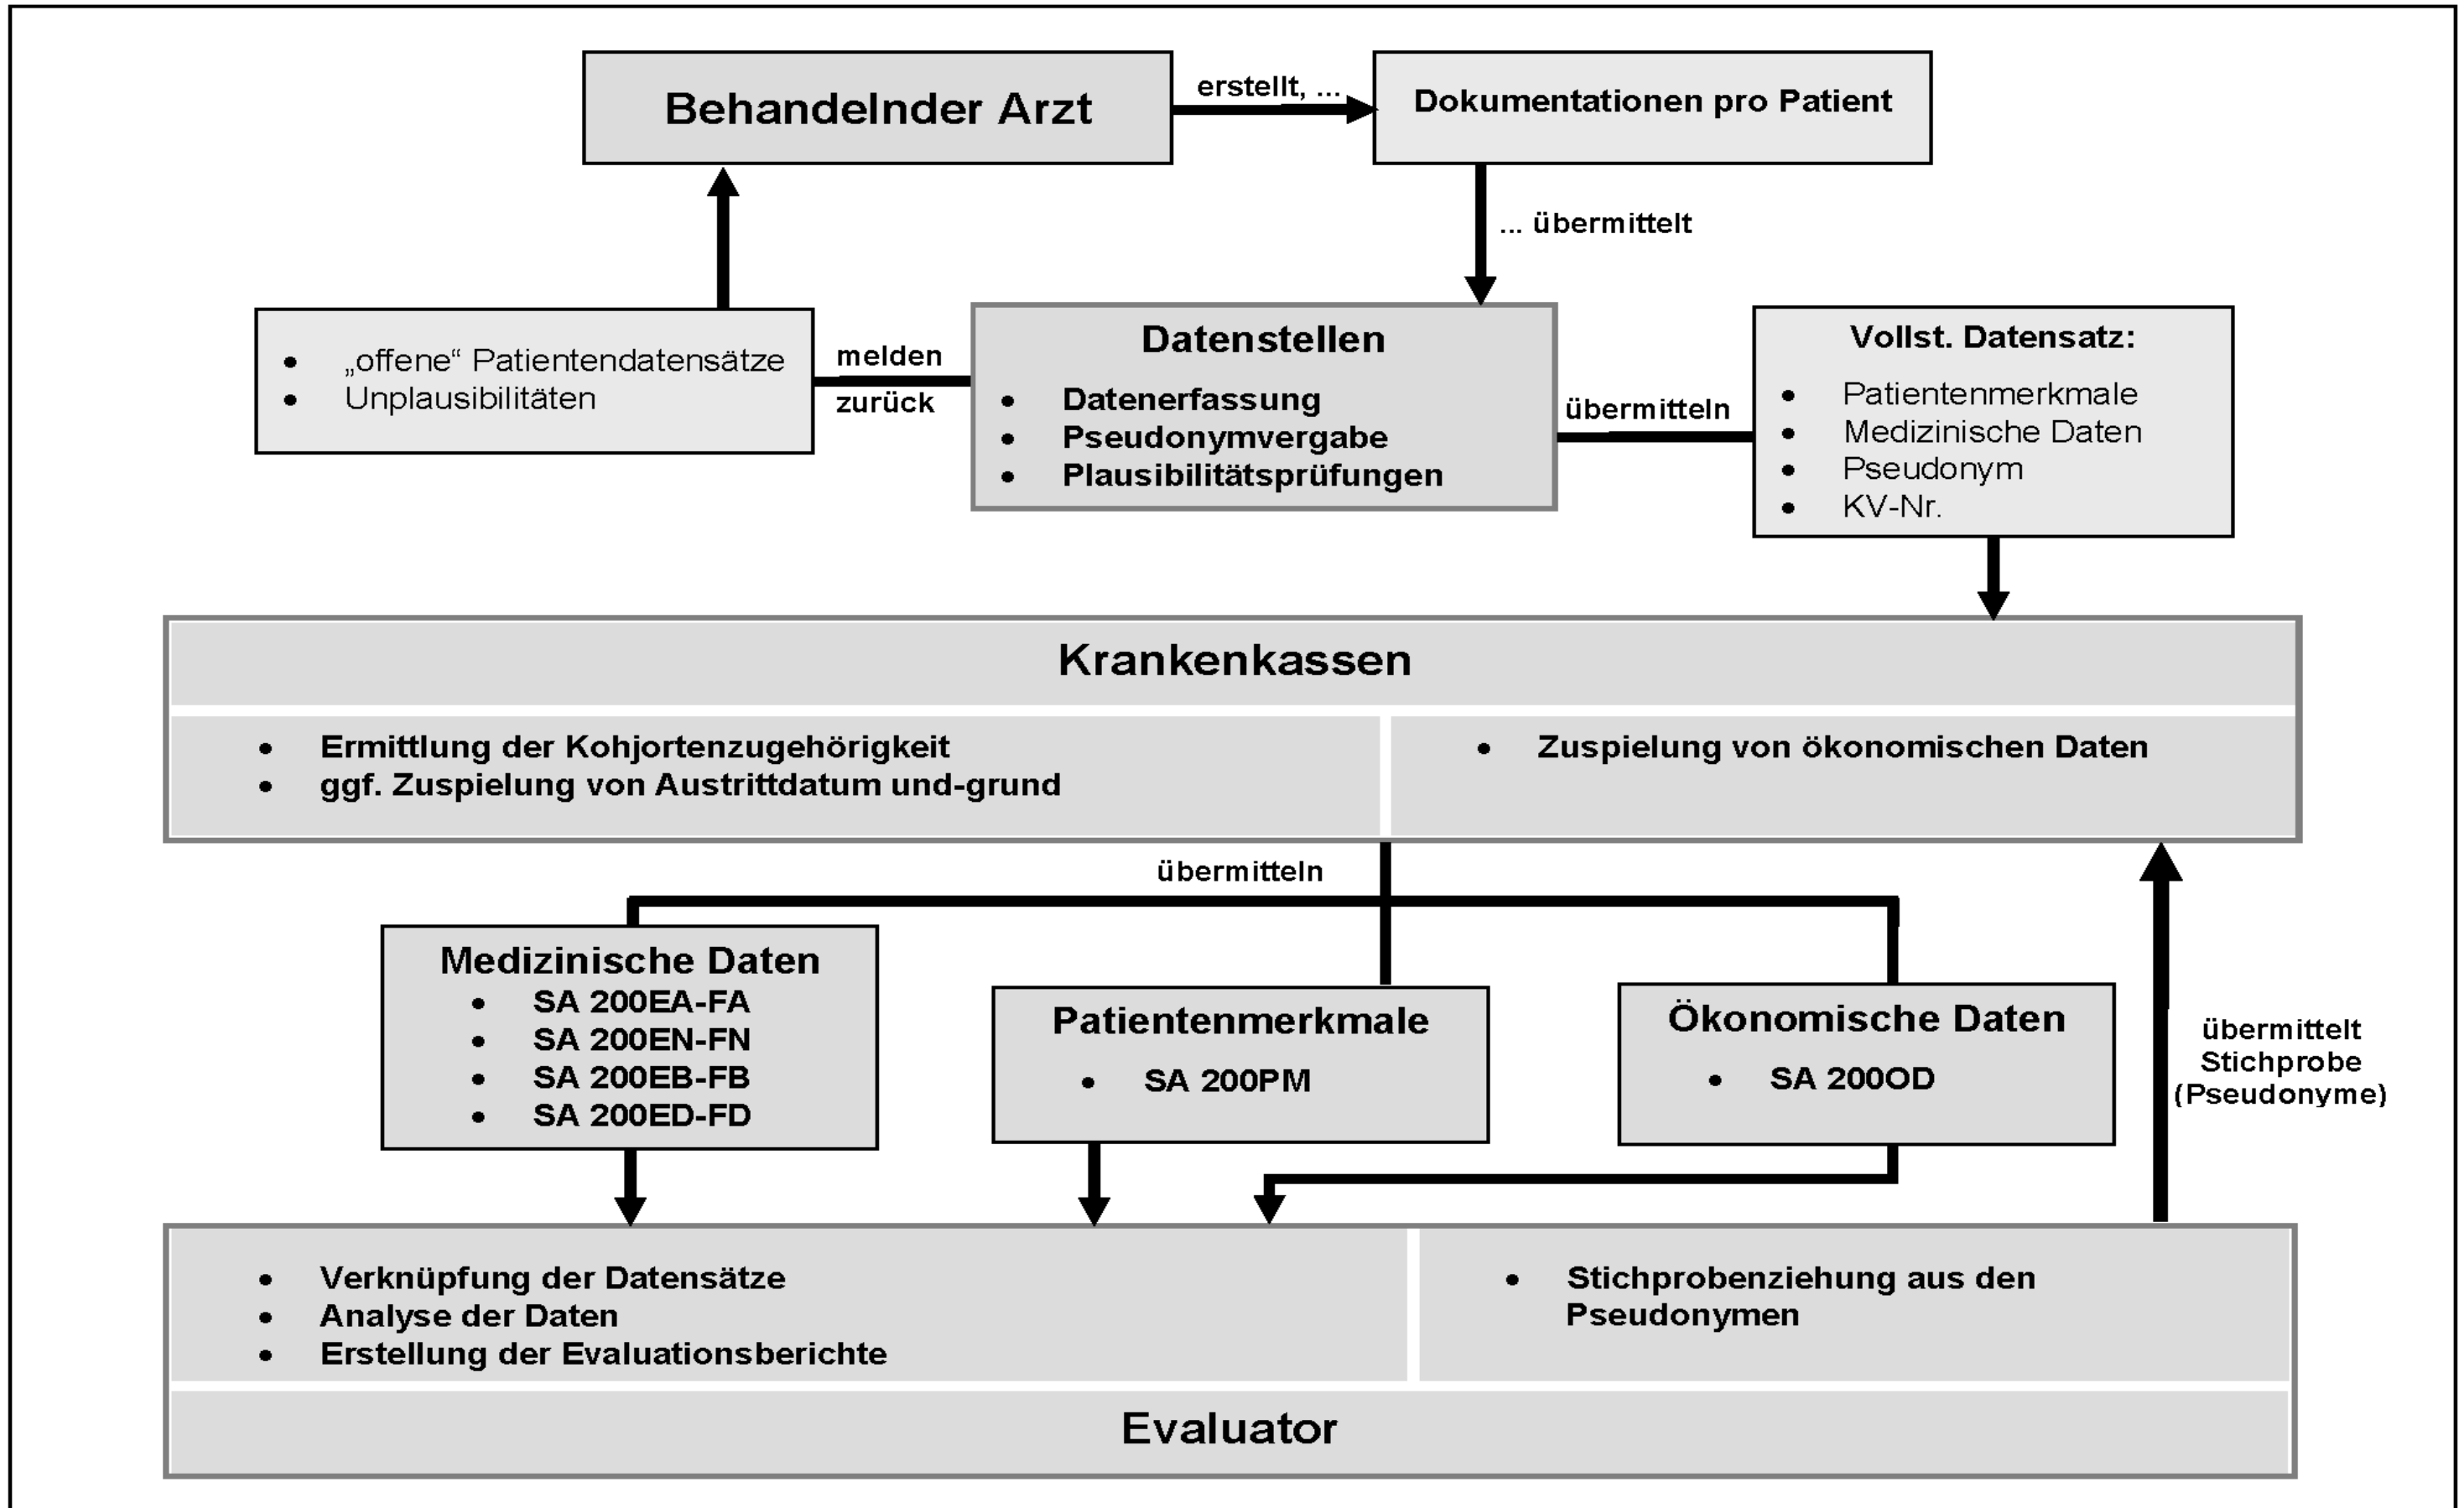 Behandelnder Arzt
erstellt, ...
Dokumentationen pro Patient
... übermittelt
• „offene“ Patientendatensätze
• Unplausibilitäten
melden
zurück
Datenstellen
• Datenerfassung
• Pseudonymvergabe
• Plausibilitätsprüfungen
übermitteln
Vollst. Datensatz:
• Patientenmerkmale
• Medizinische Daten
• Pseudonym
• KV-Nr.
Krankenkassen
• Ermittlung der Kohjortenzugehörigkeit
• ggf. Zuspielung von Austrittdatum und-grund
• Zuspielung von ökonomischen Daten
übermitteln
Medizinische Daten
• SA 200EA-FA
• SA 200EN-FN
• SA 200EB-FB
• SA 200ED-FD
Patientenmerkmale
• SA 200PM
Ökonomische Daten
• SA 200OD
übermittelt
Stichprobe
(Pseudonyme)
• Verknüpfung der Datensätze
• Analyse der Daten
• Erstellung der Evaluationsberichte
• Stichprobenziehung aus den
Pseudonymen
Evaluator